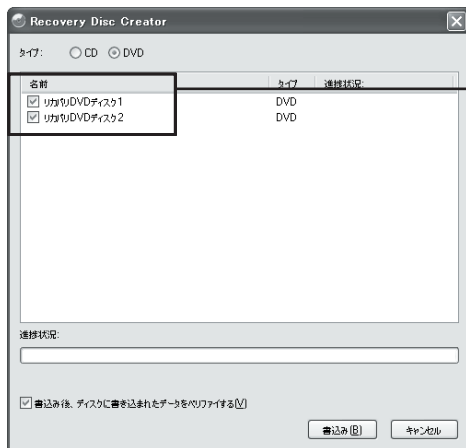 Recovery Disc Creator
タイプ: CD DVD
名前 タイプ 進捗状況:
リカバリDVDディスク1 DVD
リカバリDVDディスク2 DVD
進捗状況:
書込み後、ディスクに書き込まれたデータをベリファイする(V)
書込み(B) キャンセル